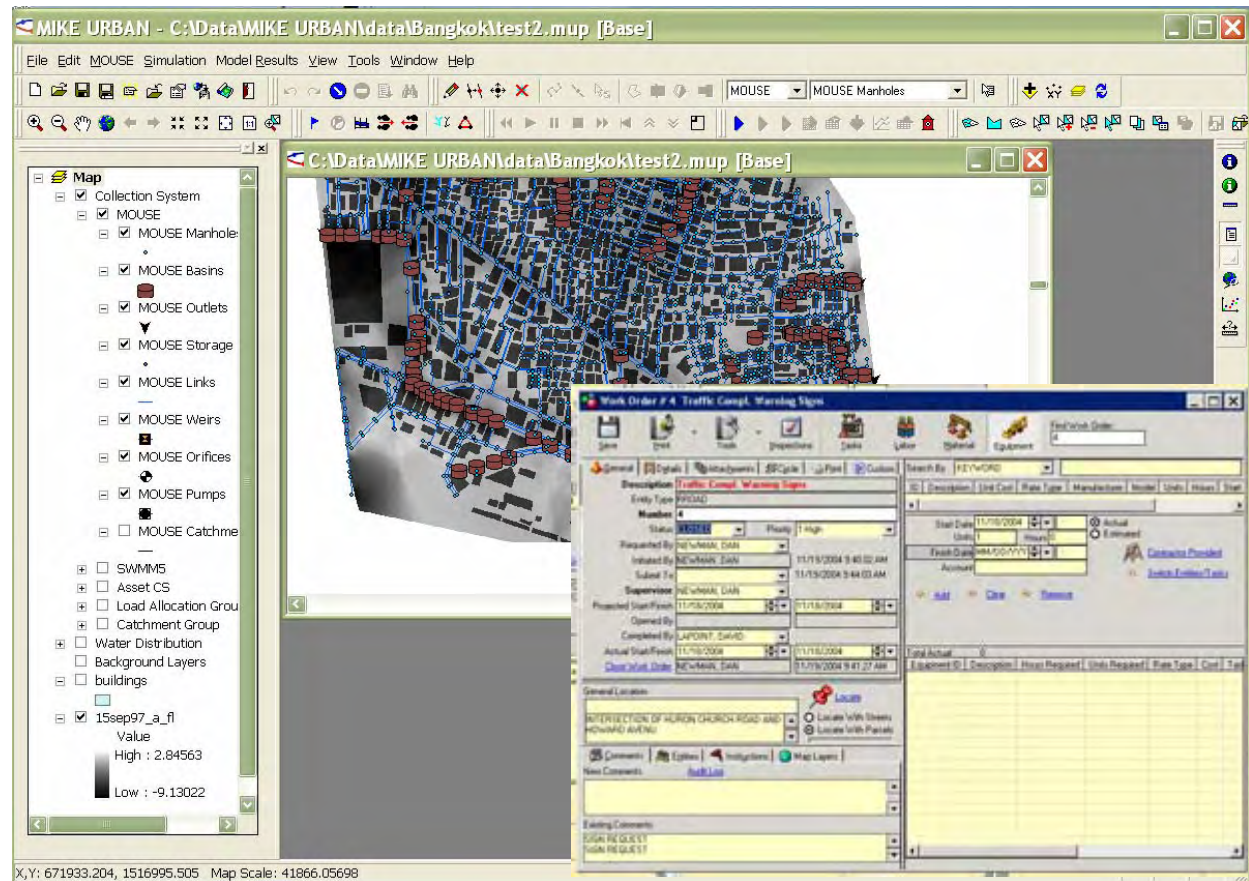 MIKE URBAN - C:\Data\MIKE URBAN\data\Bangkok\test2.mup [Base]
File Edit MOUSE Simulation Model Results View Tools Window Help
MOUSE MOUSE Manholes
C:\Data\MIKE URBAN\data\Bangkok\test2.mup [Base]
Map
Collection System
MOUSE
MOUSE Manhole
MOUSE Basins
MOUSE Outlets
MOUSE Storage
MOUSE Links
MOUSE Weirs
MOUSE Orifices
MOUSE Pumps
MOUSE Catchme
SWMM5
Asset CS
Load Allocation Grou
Catchment Group
Water Distribution
Background Layers
buildings
15sep97_a_fl
Value
High : 2.84563
Low : -9.13022
X,Y: 671933.204, 1516995.505 Map Scale: 41866.05698
Work Order # 4 Traffic Compl. Warning Signs
Save Print Tools Inspections Tasks Labor Material Equipment
Find Work Order:
4
General Details Attachments Cycle Print Custom
Description Traffic Compl. Warning Signs
Entity Type RROAD
Number 4
Status CLOSED Priority 1 High
Requested By NEWMAN, DAN
Initiated By NEWMAN, DAN 11/19/2004 9:40:02 AM
Submit To 11/19/2004 9:44:03 AM
Supervisor NEWMAN, DAN
Projected Start/Finish 11/18/2004 11/18/2004
Opened By
Completed By LAPOINT, DAVID
Actual Start/Finish 11/18/2004 11/18/2004
Close Work Order NEWMAN, DAN 11/19/2004 9:41:27 AM
General Location
Locate
INTERSECTION OF HURON CHURCH ROAD AND
HOWARD AVENU
Locate With Streets
Locate With Parcels
Comments Entities Instructions Map Layers
New Comments Audit Log
Existing Comments
SIGN REQUEST
SIGN REQUEST
Search By KEYWORD
ID Description Unit Cost Rate Type Manufacturer Model Units Hours Start
Start Date 11/18/2004 Actual
Units 1 Hours 0 Estimated
Finish Date MM/DD/YYYY Contractor Provided
Account Switch Entities/Tasks
Add Clear Remove
Total Actual 0
Equipment ID Description Hours Required Units Required Rate Type Cost Task